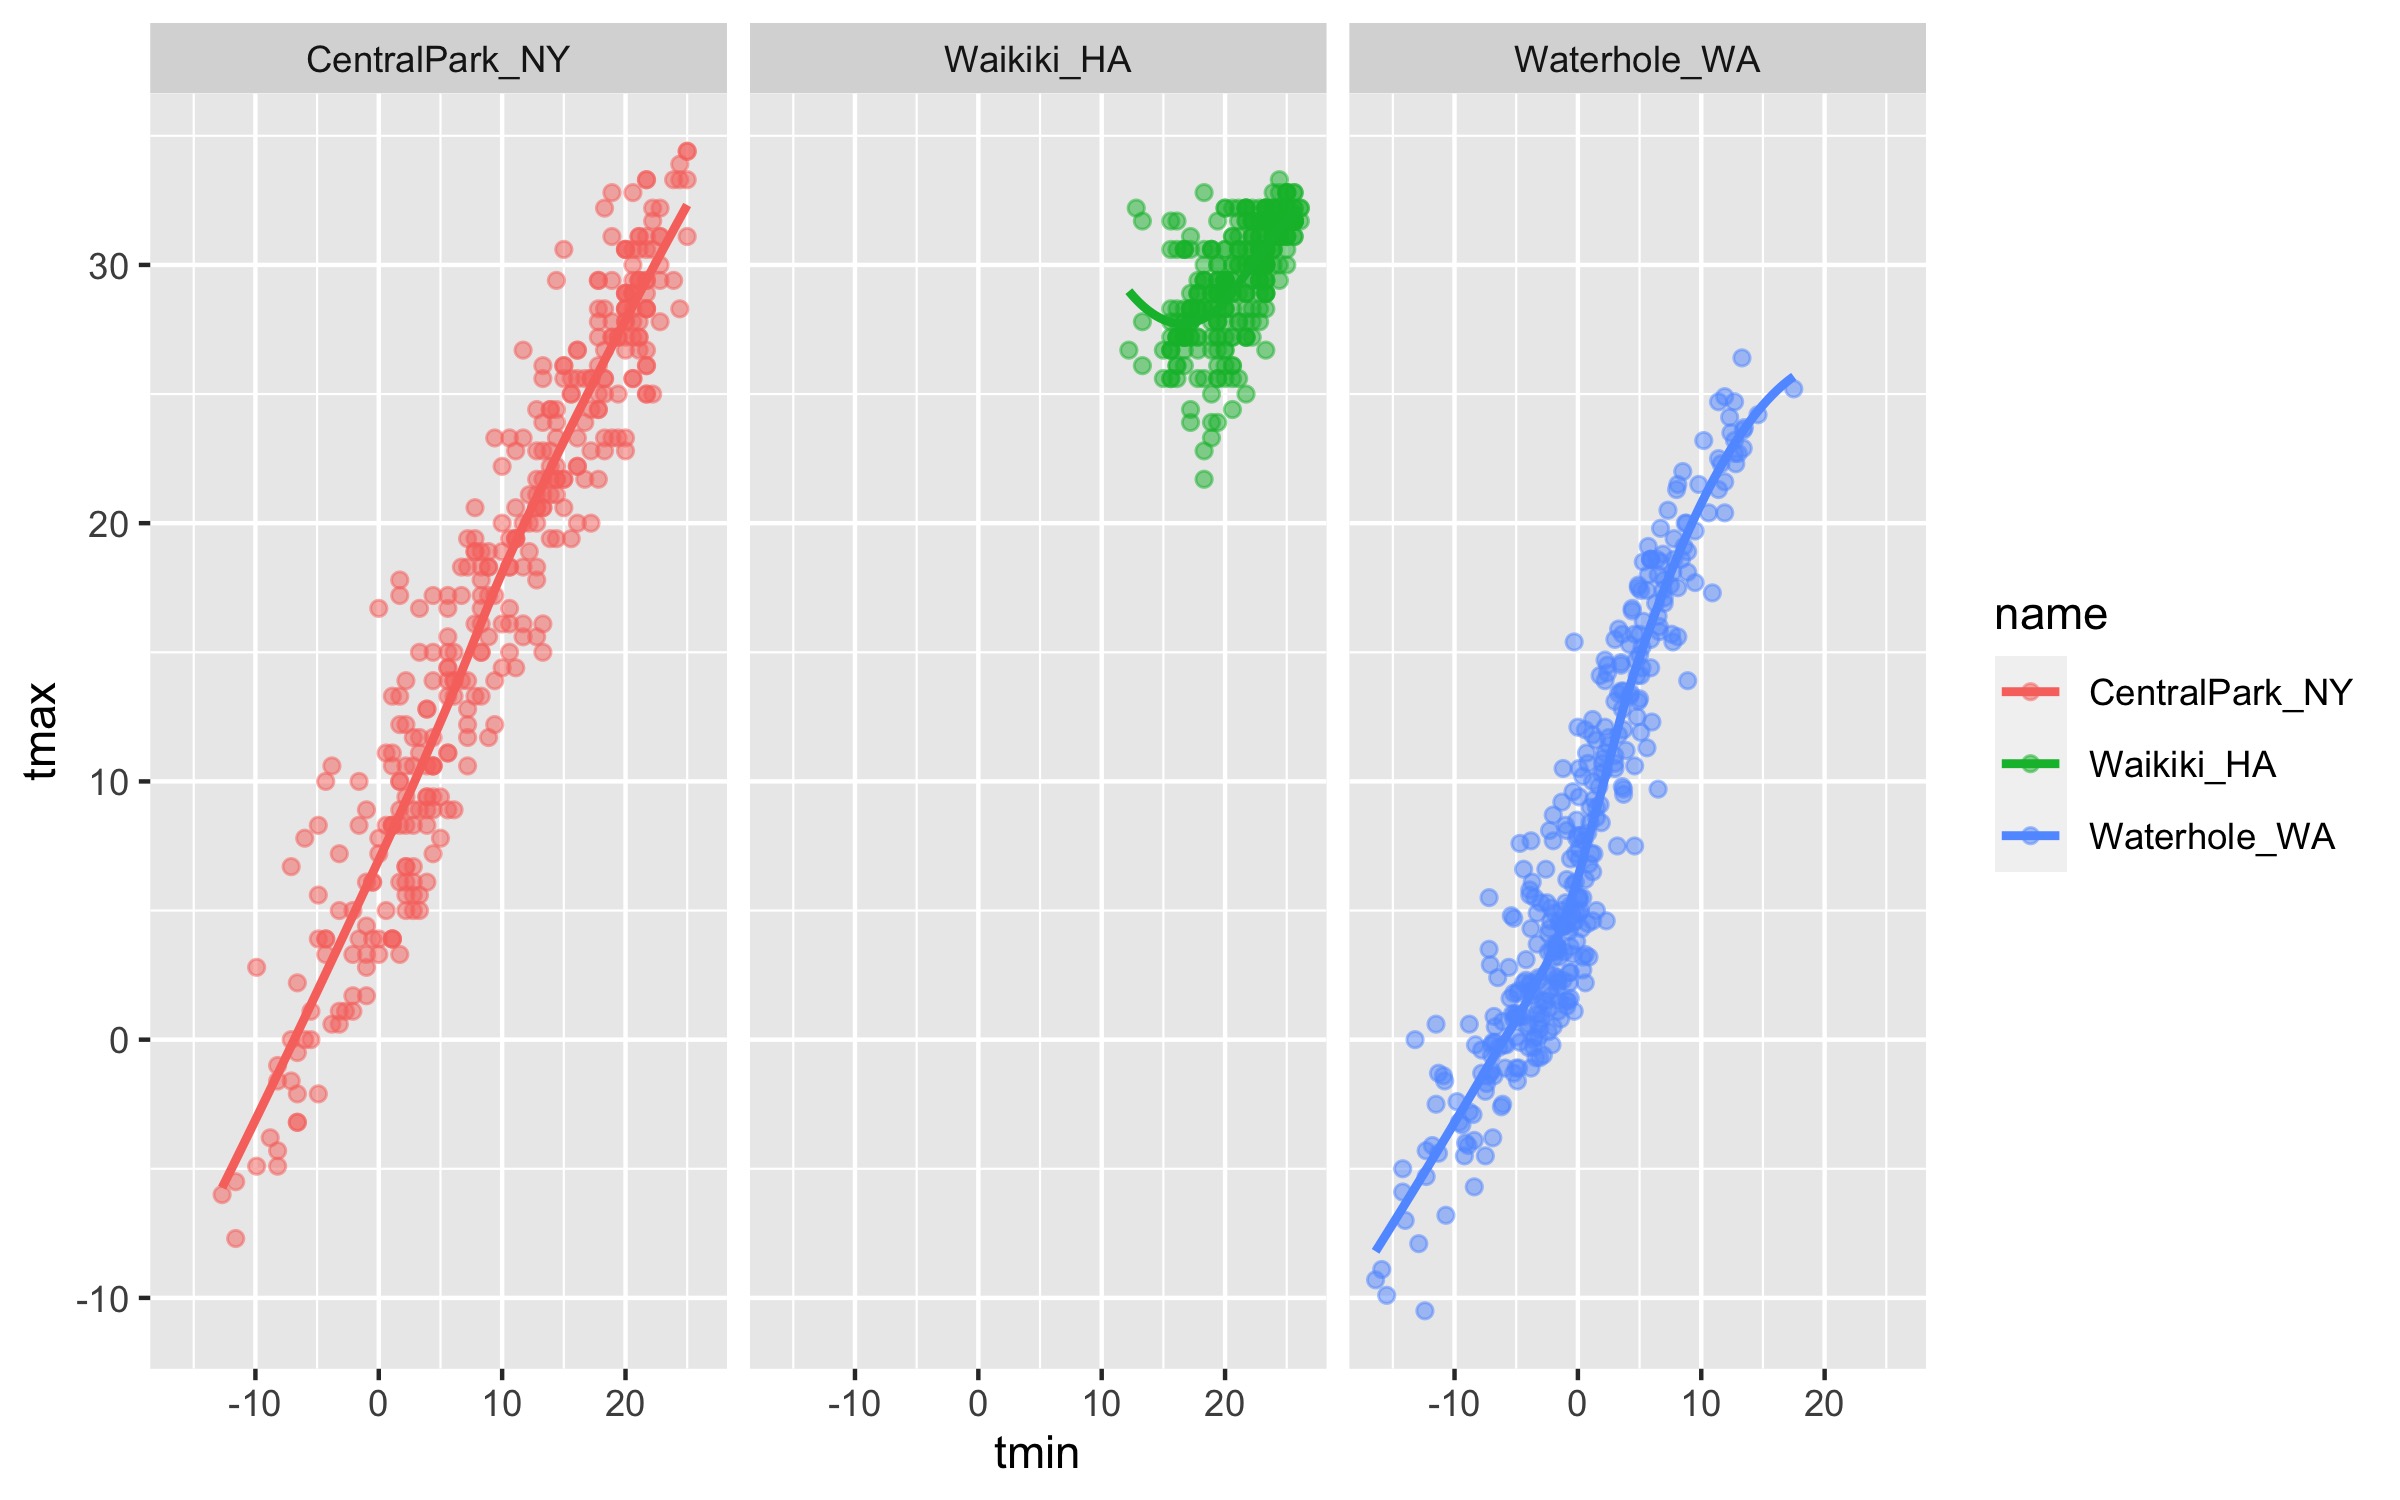 CentralPark_NY Waikiki_HA Waterhole_WA
30
20
10
0
-10
tmax
-10 0 10 20 -10 0 10 20 -10 0 10 20
tmin
name
CentralPark_NY
Waikiki_HA
Waterhole_WA